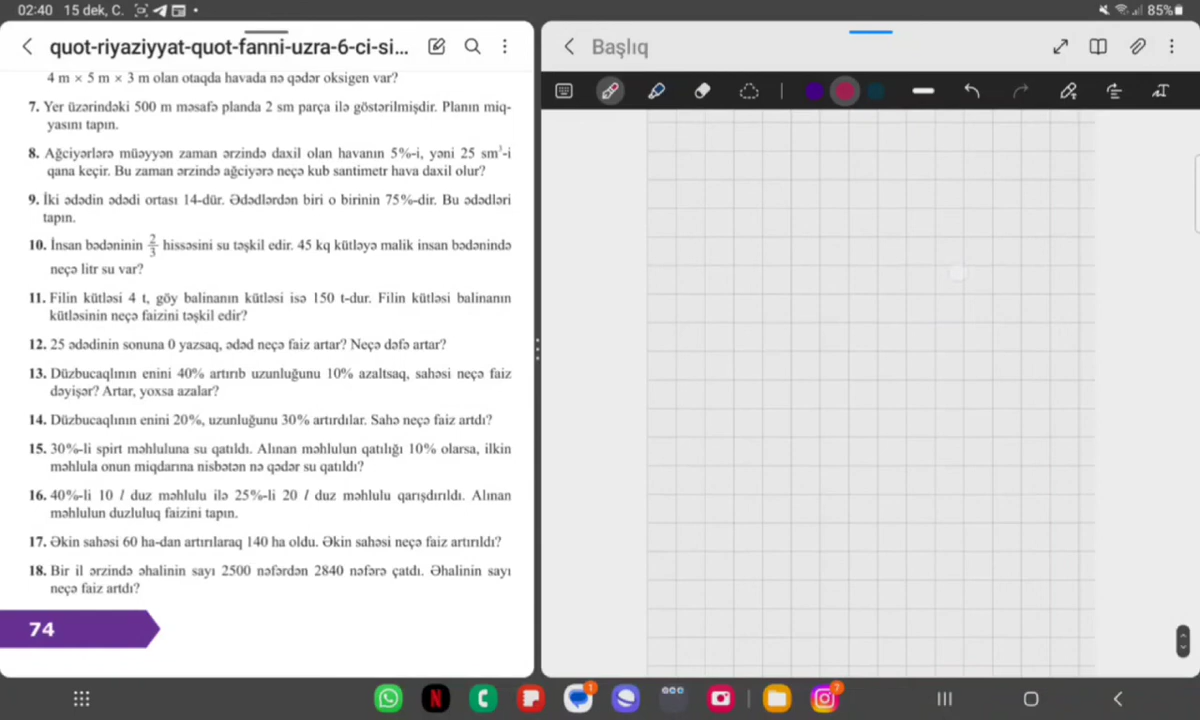 02:40 15 dek, C.
85%
quot-riyaziyyat-quot-fanni-uzra-6-ci-si...
Başlıq
4 m × 5 m × 3 m olan otaqda havada nə qədər oksigen var?
7. Yer üzərindəki 500 m məsafə planda 2 sm parça ilə göstərilmişdir. Planın miq-
yasını tapın.
8. Ağciyərlərə müəyyən zaman ərzində daxil olan havanın 5%-i, yəni 25 sm³-i
qana keçir. Bu zaman ərzində ağciyərə neçə kub santimetr hava daxil olur?
9. İki ədədin ədədi ortası 14-dür. Ədədlərdən biri o birinin 75%-dir. Bu ədədləri
tapın.
10. İnsan bədəninin 2/3 hissəsini su təşkil edir. 45 kq kütləyə malik insan bədənində
neçə litr su var?
11. Filin kütləsi 4 t, göy balinanın kütləsi isə 150 t-dur. Filin kütləsi balinanın
kütləsinin neçə faizini təşkil edir?
12. 25 ədədinin sonuna 0 yazsaq, ədəd neçə faiz artar? Neçə dəfə artar?
13. Düzbucaqlının enini 40% artırıb uzunluğunu 10% azaltsaq, sahəsi neçə faiz
dəyişər? Artar, yoxsa azalar?
14. Düzbucaqlının enini 20%, uzunluğunu 30% artırdılar. Sahə neçə faiz artdı?
15. 30%-li spirt məhluluna su qatıldı. Alınan məhlulun qatılığı 10% olarsa, ilkin
məhlula onun miqdarına nisbətən nə qədər su qatıldı?
16. 40%-li 10 l duz məhlulu ilə 25%-li 20 l duz məhlulu qarışdırıldı. Alınan
məhlulun duzluluq faizini tapın.
17. Əkin sahəsi 60 ha-dan artırılaraq 140 ha oldu. Əkin sahəsi neçə faiz artırıldı?
18. Bir il ərzində əhalinin sayı 2500 nəfərdən 2840 nəfərə çatdı. Əhalinin sayı
neçə faiz artdı?
74